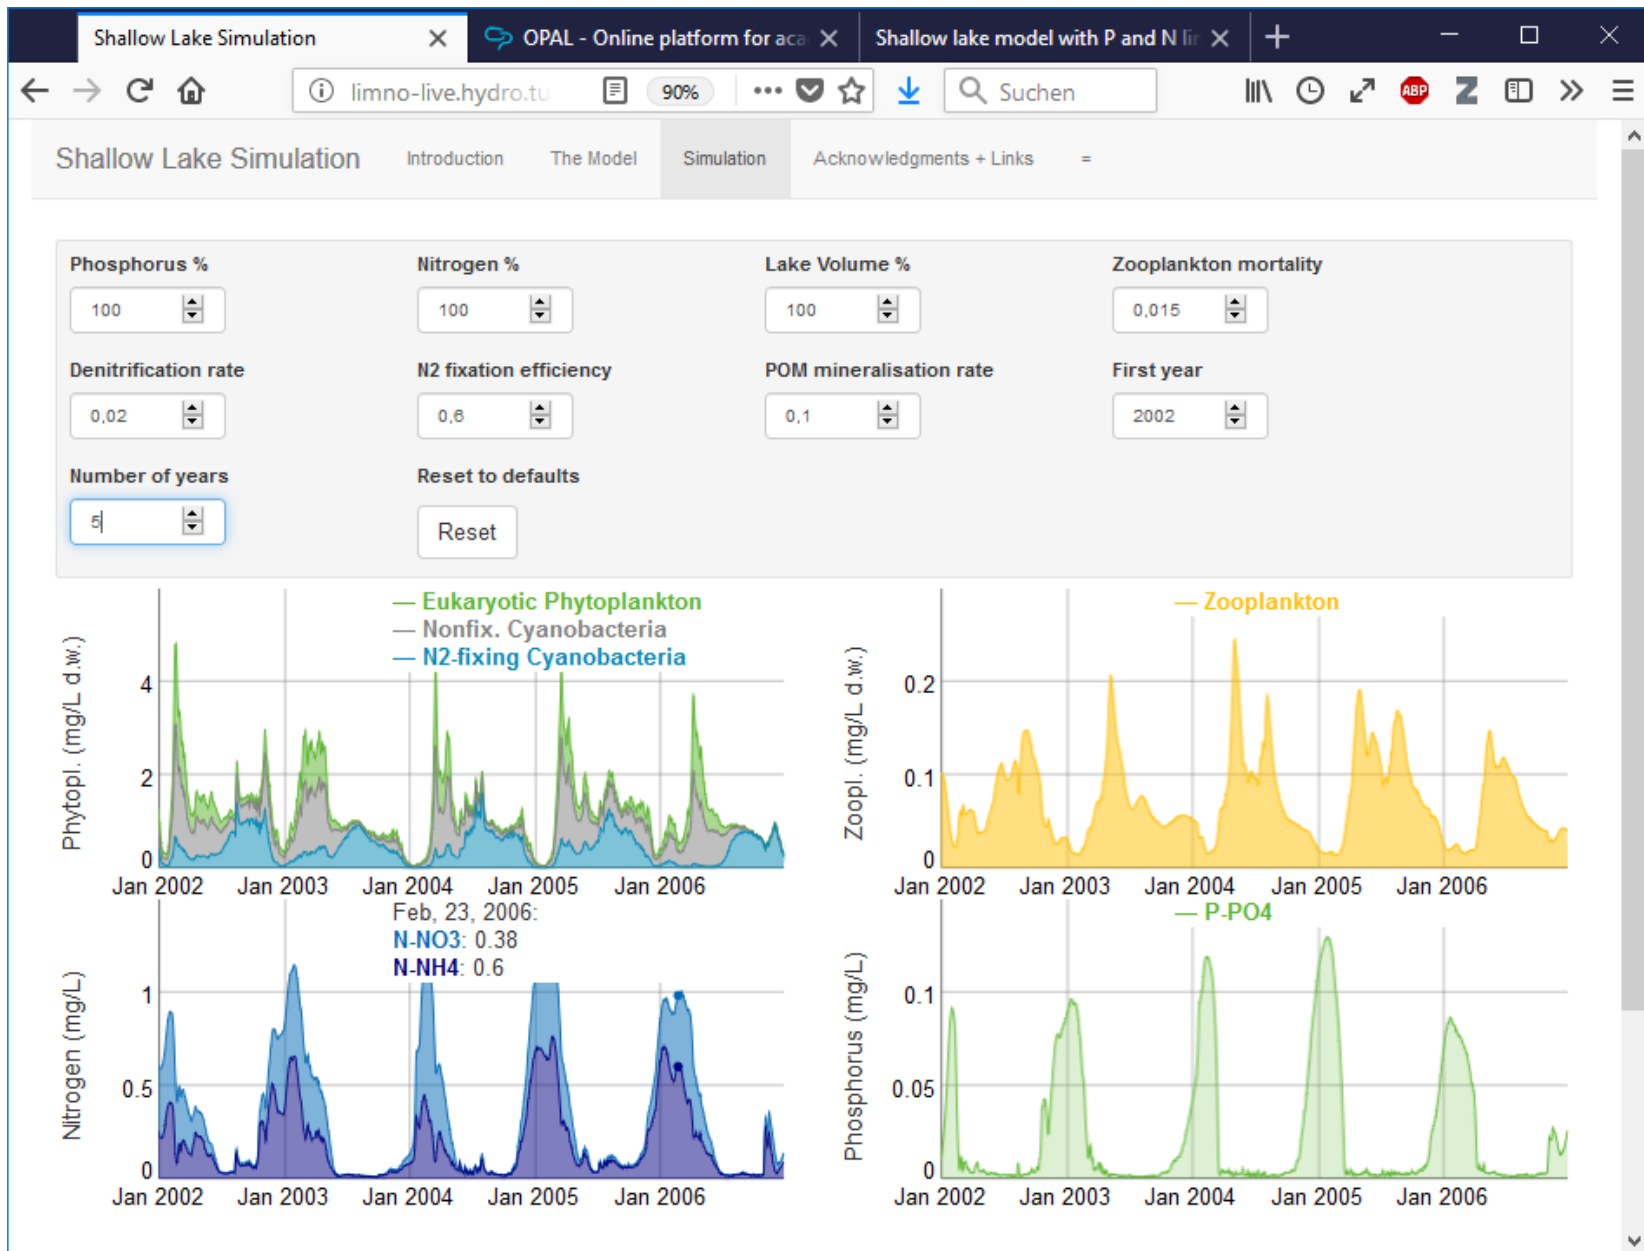 Shallow Lake Simulation
OPAL - Online platform for aca
Shallow lake model with P and N lir
limno-live.hydro.tu
90%
Suchen
ABP
Shallow Lake Simulation Introduction The Model Simulation Acknowledgments + Links =
Phosphorus % Nitrogen % Lake Volume % Zooplankton mortality
100 100 100 0,015
Denitrification rate N2 fixation efficiency POM mineralisation rate First year
0,02 0,6 0,1 2002
Number of years Reset to defaults
5 Reset
— Eukaryotic Phytoplankton
— Nonfix. Cyanobacteria
— N2-fixing Cyanobacteria
Phytopl. (mg/L d.w.)
4
2
0
Jan 2002 Jan 2003 Jan 2004 Jan 2005 Jan 2006
— Zooplankton
Zoopl. (mg/L d.w.)
0.2
0.1
0
Jan 2002 Jan 2003 Jan 2004 Jan 2005 Jan 2006
Feb, 23, 2006:
N-NO3: 0.38
N-NH4: 0.6
Nitrogen (mg/L)
1
0.5
0
Jan 2002 Jan 2003 Jan 2004 Jan 2005 Jan 2006
— P-PO4
Phosphorus (mg/L)
0.1
0.05
0
Jan 2002 Jan 2003 Jan 2004 Jan 2005 Jan 2006